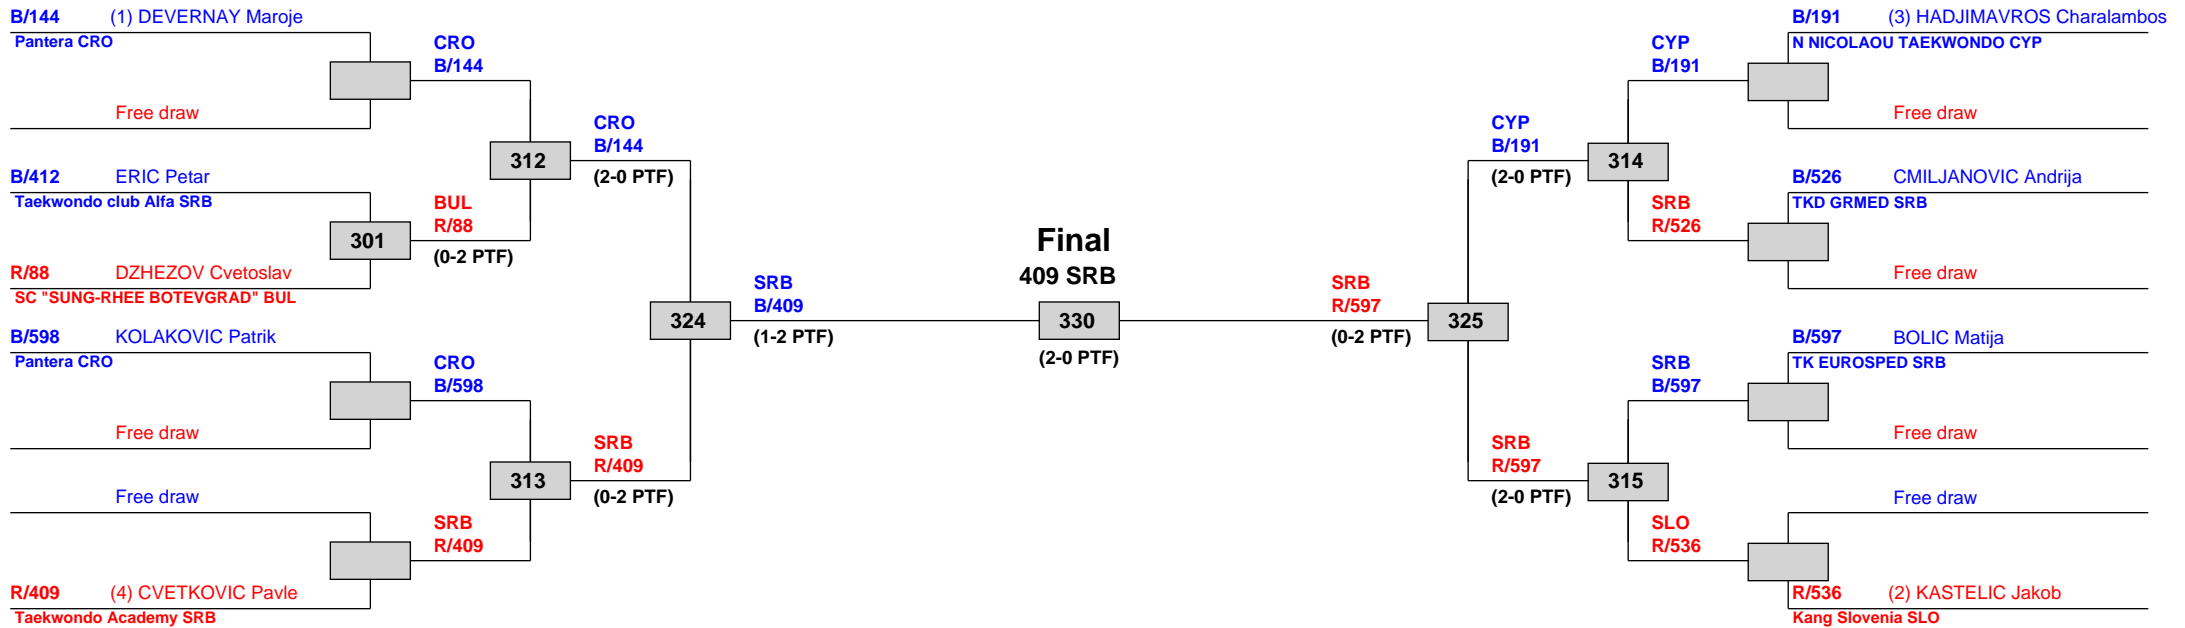 B/144 (1) DEVERNAY Maroje
Pantera CRO
Free draw
B/412 ERIC Petar
Taekwondo club Alfa SRB
R/88 DZHEZOV Cvetoslav
SC "SUNG-RHEE BOTEVGRAD" BUL
B/598 KOLAKOVIC Patrik
Pantera CRO
Free draw
Free draw
R/409 (4) CVETKOVIC Pavle
Taekwondo Academy SRB
301
CRO
B/144
BUL
R/88
(0-2 PTF)
CRO
B/598
SRB
R/409
312
313
CRO
B/144
(2-0 PTF)
SRB
R/409
(0-2 PTF)
324
SRB
B/409
(1-2 PTF)
Final
409 SRB
330
(2-0 PTF)
SRB
R/597
(0-2 PTF)
325
CYP
B/191
(2-0 PTF)
SRB
R/597
(2-0 PTF)
314
315
CYP
B/191
SRB
R/526
SRB
B/597
SLO
R/536
B/191 (3) HADJIMAVROS Charalambos
N NICOLAOU TAEKWONDO CYP
Free draw
B/526 CMILJANOVIC Andrija
TKD GRMED SRB
Free draw
B/597 BOLIC Matija
TK EUROSPED SRB
Free draw
Free draw
R/536 (2) KASTELIC Jakob
Kang Slovenia SLO